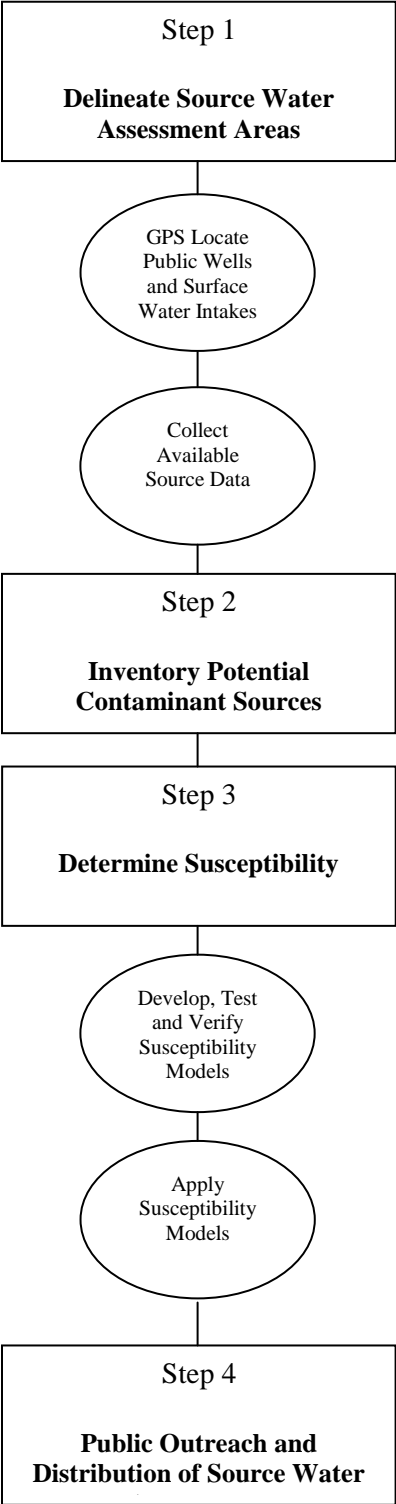 Step 1
Delineate Source Water
Assessment Areas
GPS Locate
Public Wells
and Surface
Water Intakes
Collect
Available
Source Data
Step 2
Inventory Potential
Contaminant Sources
Step 3
Determine Susceptibility
Develop, Test
and Verify
Susceptibility
Models
Apply
Susceptibility
Models
Step 4
Public Outreach and
Distribution of Source Water